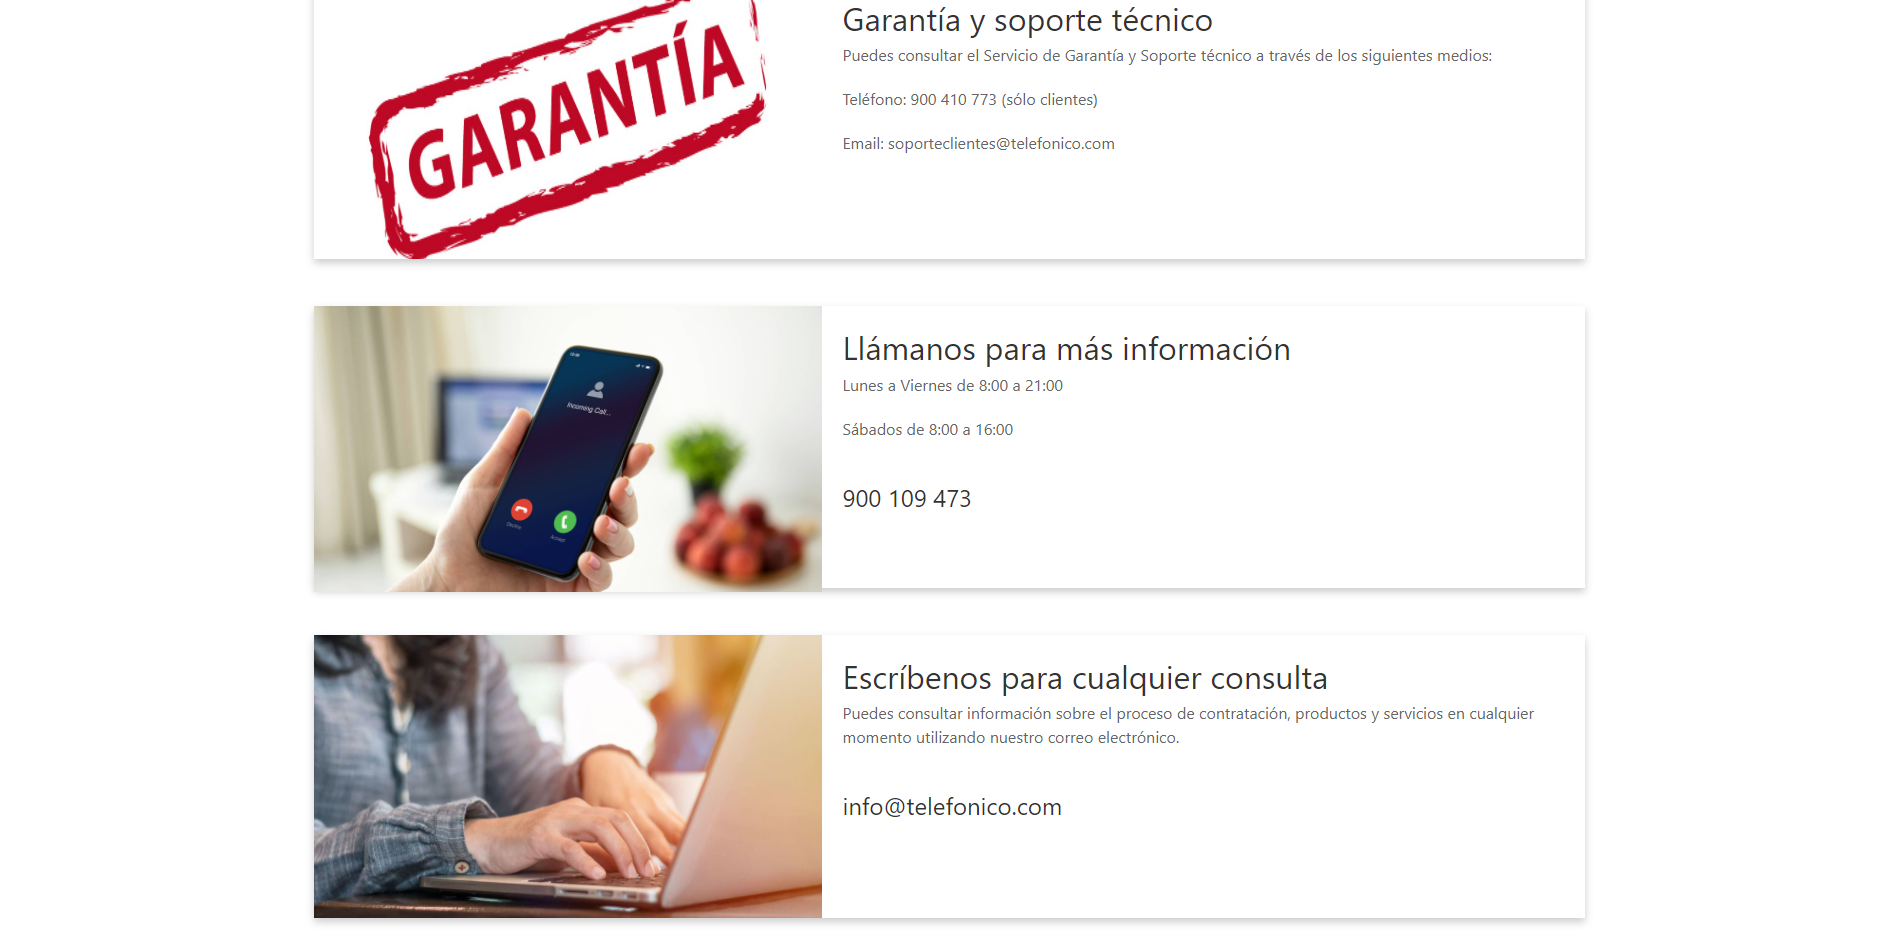 GARANTÍA
Garantía y soporte técnico
Puedes consultar el Servicio de Garantía y Soporte técnico a través de los siguientes medios:
Teléfono: 900 410 773 (sólo clientes)
Email: soporteclientes@telefonico.com
Incoming Call...
Decline
Accept
Llámanos para más información
Lunes a Viernes de 8:00 a 21:00
Sábados de 8:00 a 16:00
900 109 473
Escríbenos para cualquier consulta
Puedes consultar información sobre el proceso de contratación, productos y servicios en cualquier
momento utilizando nuestro correo electrónico.
info@telefonico.com